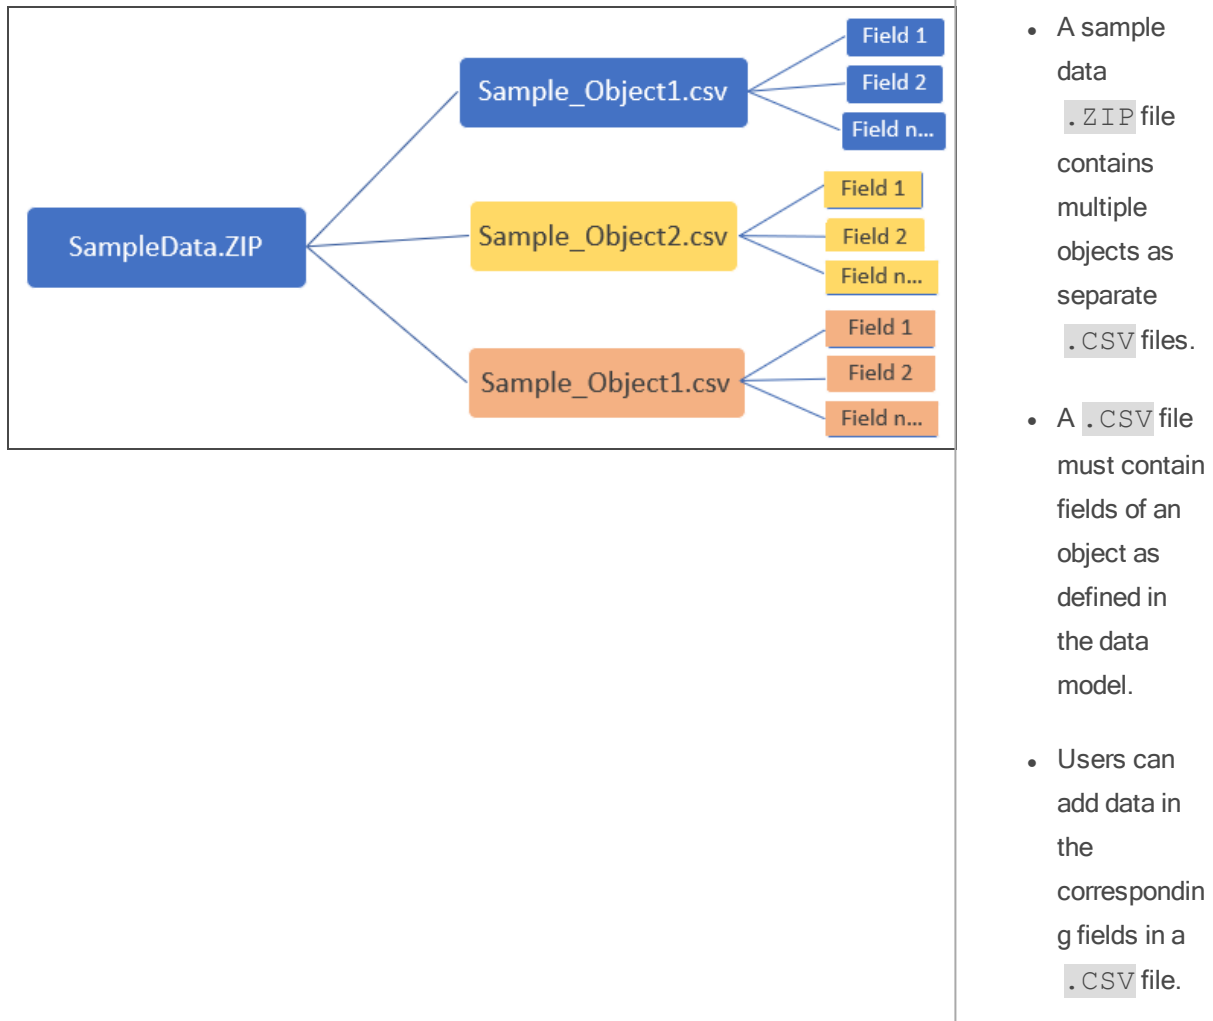 SampleData.ZIP
Sample_Object1.csv
Field 1
Field 2
Field n...
Sample_Object2.csv
Field 1
Field 2
Field n...
Sample_Object1.csv
Field 1
Field 2
Field n...
• A sample
data
.ZIP file
contains
multiple
objects as
separate
.CSV files.
• A .CSV file
must contain
fields of an
object as
defined in
the data
model.
• Users can
add data in
the
correspondin
g fields in a
.CSV file.